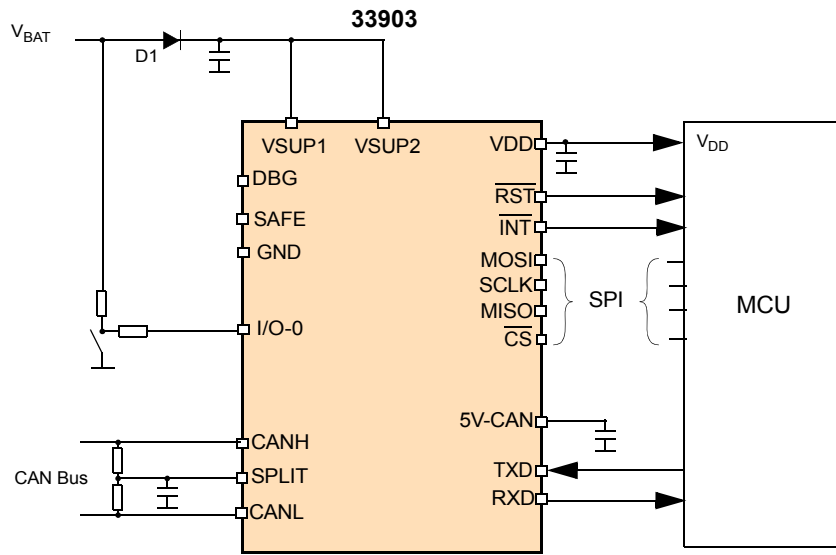 33903
VBAT
D1
VSUP1 VSUP2
VDD
VDD
DBG
RST
SAFE
INT
GND
MOSI
SCLK
SPI
MCU
MISO
I/O-0
CS
5V-CAN
CANH
TXD
CAN Bus
SPLIT
RXD
CANL